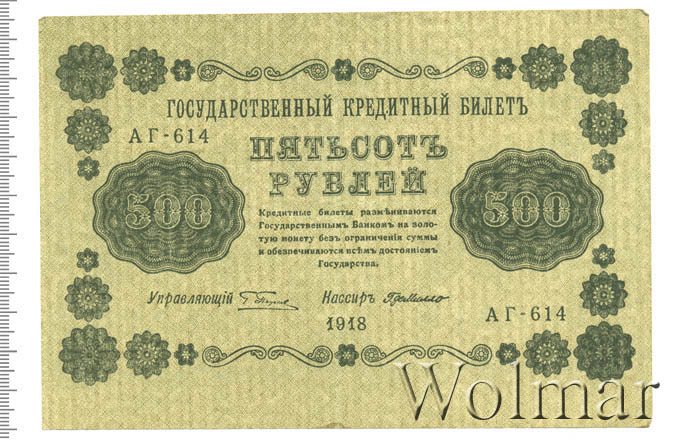 ГОСУДАРСТВЕННЫЙ КРЕДИТНЫЙ БИЛЕТЪ
АГ-614
ПЯТЬСОТЪ
РУБЛЕЙ
500
500
Кредитные билеты размѣниваются
Государственнымъ Банкомъ на золо-
тую монету безъ ограниченія суммы
и обезпечиваются всѣмъ достояніемъ
Государства.
Управляющій
Кассиръ
1918
АГ-614
Wolmar